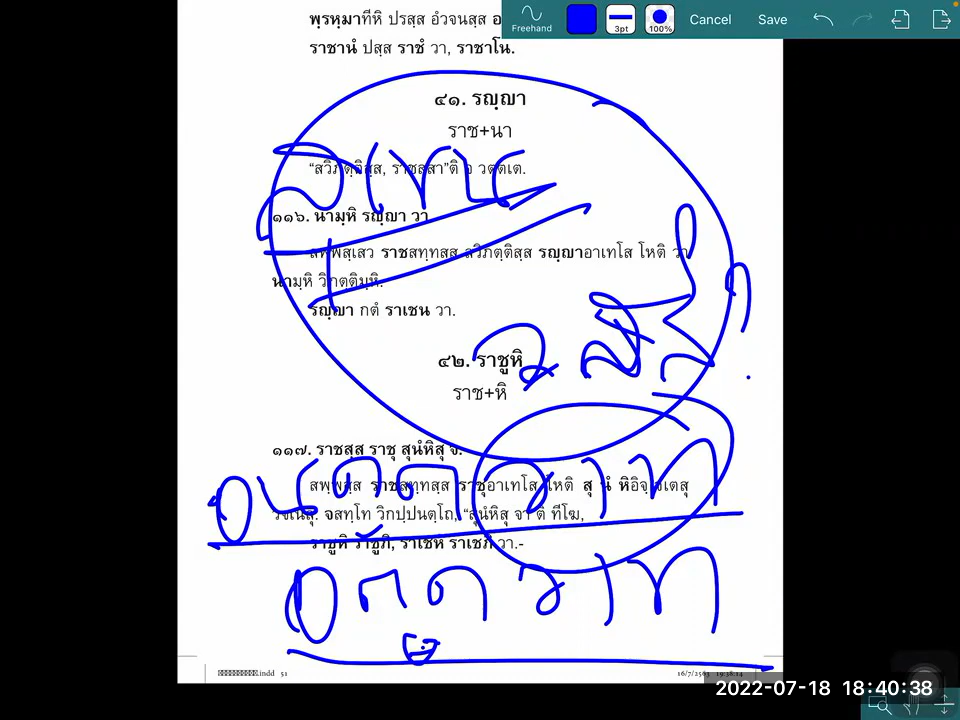 พฺรหฺมาทีหิ ปรสฺส อํวจนสฺส
ราชานํ ปสฺส ราชํ วา, ราชาโน.
Freehand
3pt
100%
Cancel
Save
๔๑. รญฺญา
ราช+นา
“สวิภตฺติสฺส, ราชสฺสา”ติ จ วตฺตเต.
๑๑๖. นามฺหิ รญฺญา วา
สพฺพสฺเสว ราชสทฺทสฺส สวิภตฺติสฺส รญฺญาอาเทโส โหติ วา
นามฺหิ วิภตฺติมฺหิ.
รญฺญา กตํ ราเชน วา.
๔๒. ราชูหิ
ราช+หิ
๑๑๗. ราชสฺส ราชุ สุนํหิสุ จ.
สพฺพสฺส ราชสทฺทสฺส ราชุอาเทโส โหติ สุ นํ หิอิจฺเจเตสุ
วจเนสุ. จสทฺโท วิกปฺปนตฺโถ, “สุนํหิสุ จา”ติ ทีโฆ,
ราชูหิ ราชูภิ, ราเชหิ ราเชภิ วา.-
.indd 51
16/7/2563 19:38:14
2022-07-18 18:40:38